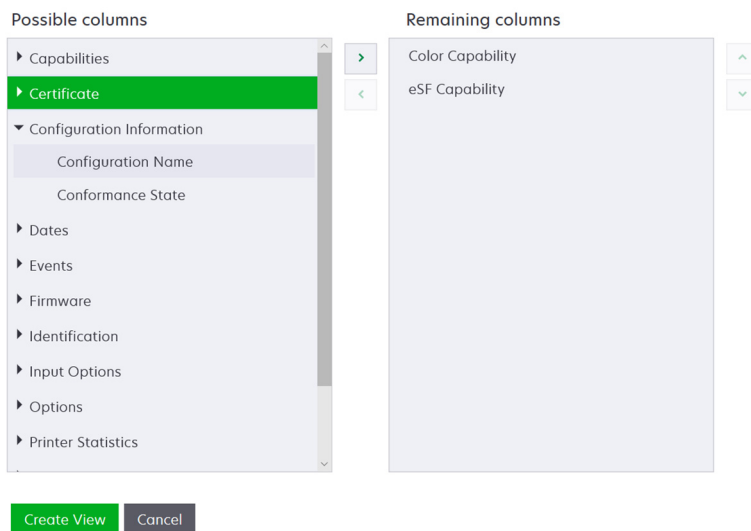 Possible columns
Capabilities
Certificate
Configuration Information
Configuration Name
Conformance State
Dates
Events
Firmware
Identification
Input Options
Options
Printer Statistics
Remaining columns
Color Capability
eSF Capability
Create View
Cancel